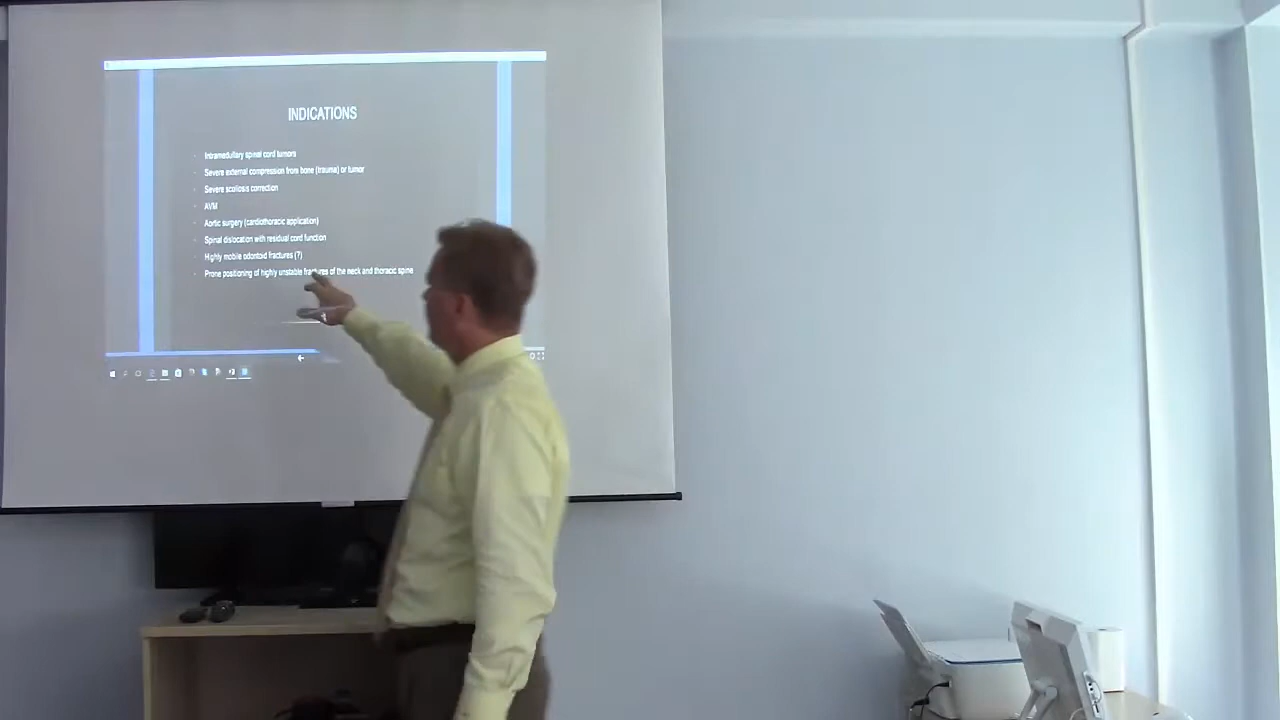 INDICATIONS
Intramedullary spinal cord tumors
Severe external compression from bone (trauma) or tumor
Severe scoliosis correction
AVM
Aortic surgery (cardiothoracic application)
Spinal dislocation with residual cord function
Highly mobile odontoid fractures (?)
Prone positioning of highly unstable fractures of the neck and thoracic spine